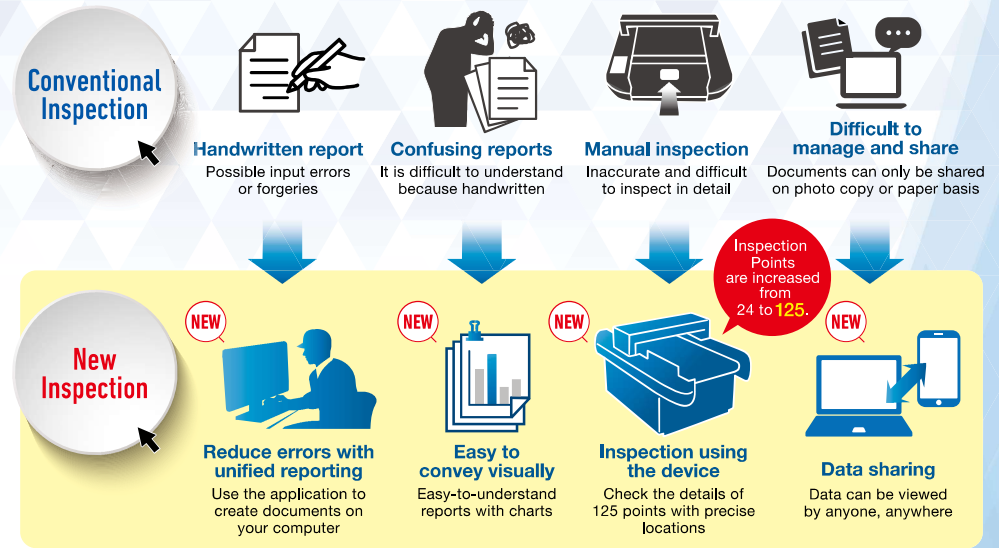 Conventional
Inspection
Handwritten report
Possible input errors
or forgeries
Confusing reports
It is difficult to understand
because handwritten
Manual inspection
Inaccurate and difficult
to inspect in detail
Difficult to
manage and share
Documents can only be shared
on photo copy or paper basis
Inspection
Points
are increased
from
24 to 125.
New
Inspection
NEW
Reduce errors with
unified reporting
Use the application to
create documents on
your computer
NEW
Easy to
convey visually
Easy-to-understand
reports with charts
NEW
Inspection using
the device
Check the details of
125 points with precise
locations
NEW
Data sharing
Data can be viewed
by anyone, anywhere